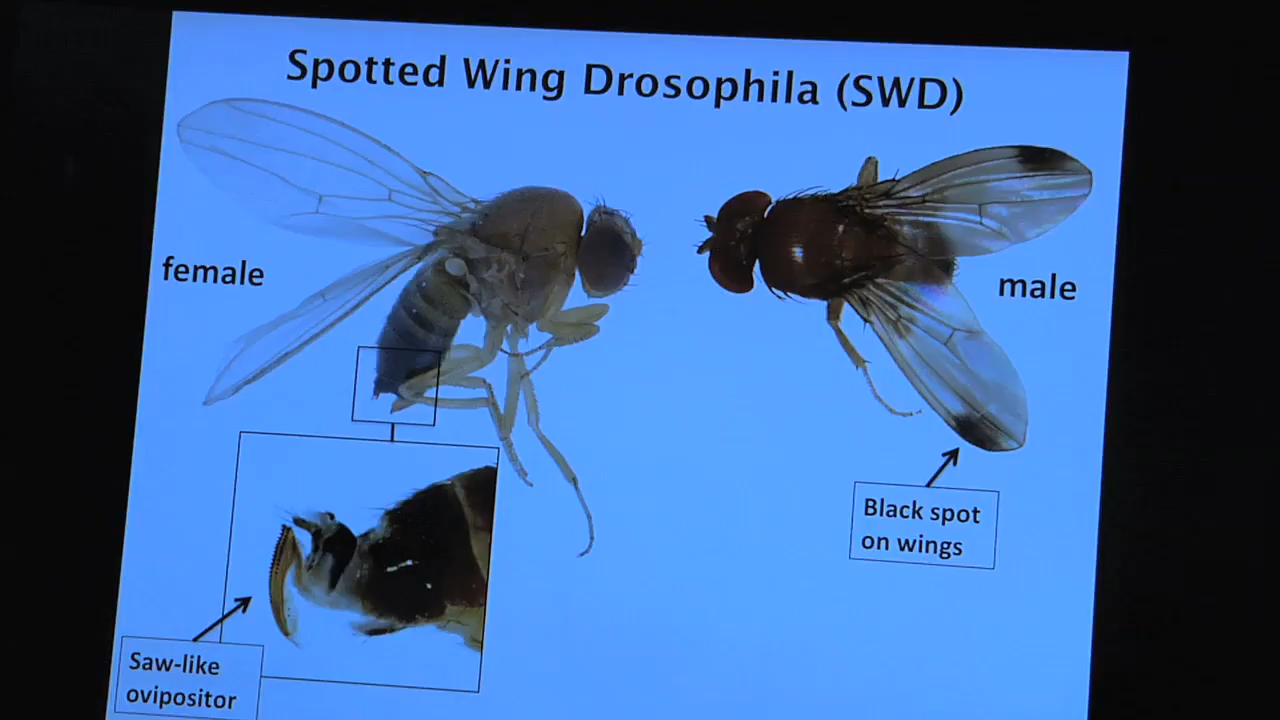 Spotted Wing Drosophila (SWD)
female
male
Black spot
on wings
Saw-like
ovipositor